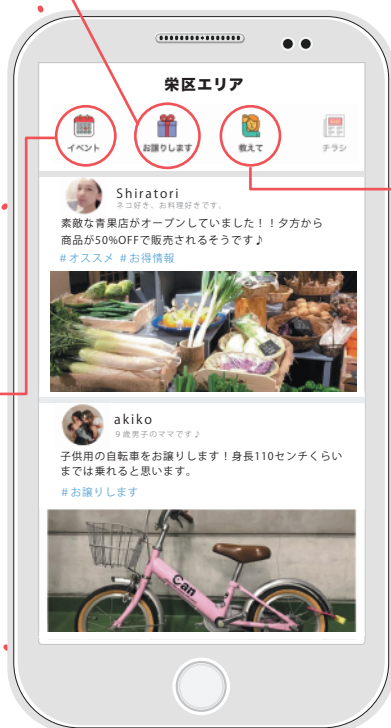 栄区エリア
イベント
お譲りします
教えて
チラシ
Shiratori
ネコ好き、お料理好きです。
素敵な青果店がオープンしていました！！夕方から
商品が50%OFFで販売されるそうです♪
#オススメ #お得情報
akiko
９歳男子のママです♪
子供用の自転車をお譲りします！身長110センチくらい
までは乗れると思います。
#お譲りします
Can